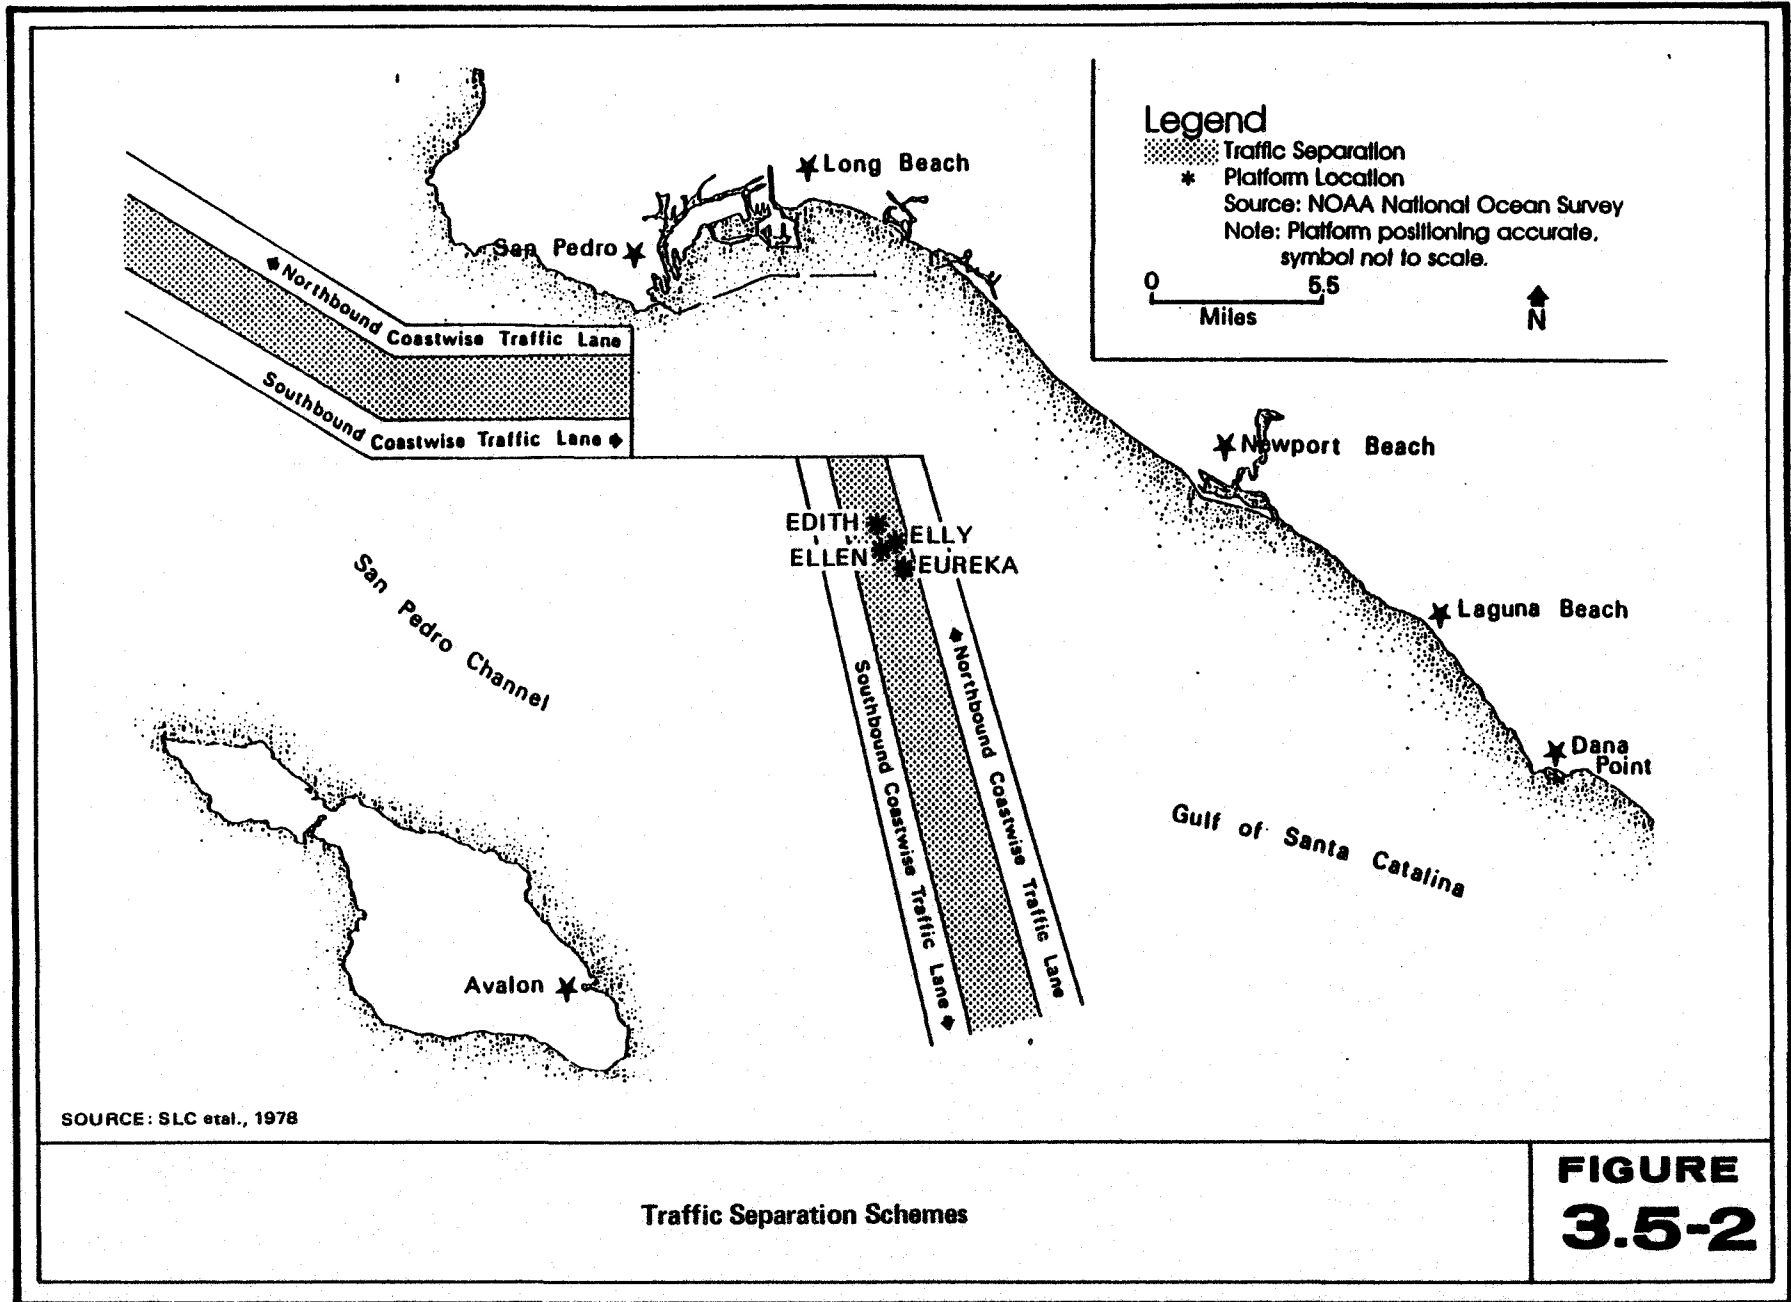 Legend
Traffic Separation
* Platform Location
Source: NOAA National Ocean Survey
Note: Platform positioning accurate,
symbol not to scale.
0 5.5
Miles
N
Long Beach
San Pedro
Northbound Coastwise Traffic Lane
Southbound Coastwise Traffic Lane
Newport Beach
EDITH
ELLY
ELLEN
EUREKA
San Pedro Channel
Laguna Beach
Southbound Coastwise Traffic Lane
Northbound Coastwise Traffic Lane
Dana
Point
Gulf of Santa Catalina
Avalon
SOURCE: SLC etal., 1978
Traffic Separation Schemes
FIGURE
3.5-2